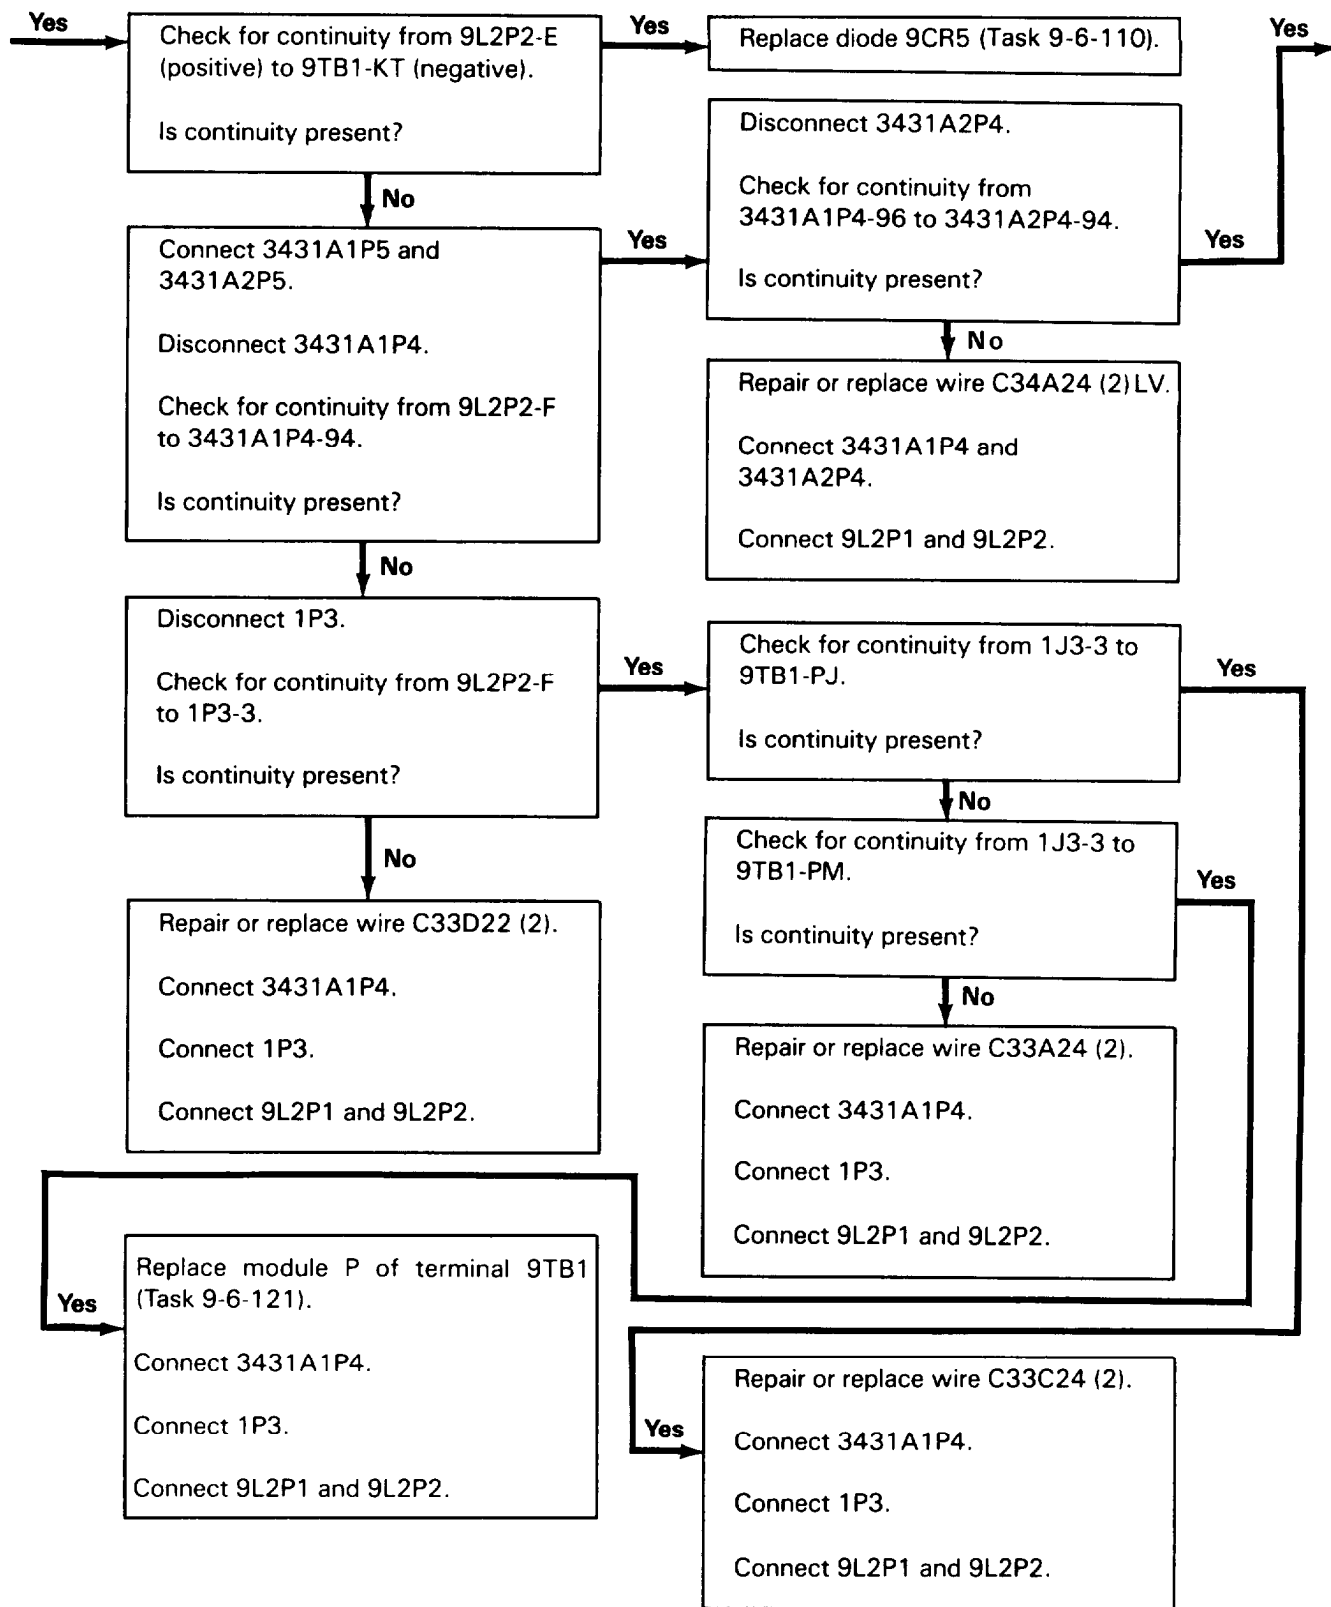 Yes
Check for continuity from 9L2P2-E
(positive) to 9TB1-KT (negative).
Is continuity present?
Yes
Replace diode 9CR5 (Task 9-6-110).
Yes
No
Disconnect 3431A2P4.
Check for continuity from
3431A1P4-96 to 3431A2P4-94.
Is continuity present?
Connect 3431A1P5 and
3431A2P5.
Disconnect 3431A1P4.
Check for continuity from 9L2P2-F
to 3431A1P4-94.
Is continuity present?
Yes
Yes
No
Repair or replace wire C34A24 (2) LV.
Connect 3431A1P4 and
3431A2P4.
Connect 9L2P1 and 9L2P2.
No
Disconnect 1P3.
Check for continuity from 9L2P2-F
to 1P3-3.
Is continuity present?
Yes
Check for continuity from 1J3-3 to
9TB1-PJ.
Is continuity present?
Yes
No
Check for continuity from 1J3-3 to
9TB1-PM.
Is continuity present?
Yes
No
Repair or replace wire C33D22 (2).
Connect 3431A1P4.
Connect 1P3.
Connect 9L2P1 and 9L2P2.
No
Repair or replace wire C33A24 (2).
Connect 3431A1P4.
Connect 1P3.
Connect 9L2P1 and 9L2P2.
Yes
Replace module P of terminal 9TB1
(Task 9-6-121).
Connect 3431A1P4.
Connect 1P3.
Connect 9L2P1 and 9L2P2.
Yes
Repair or replace wire C33C24 (2).
Connect 3431A1P4.
Connect 1P3.
Connect 9L2P1 and 9L2P2.